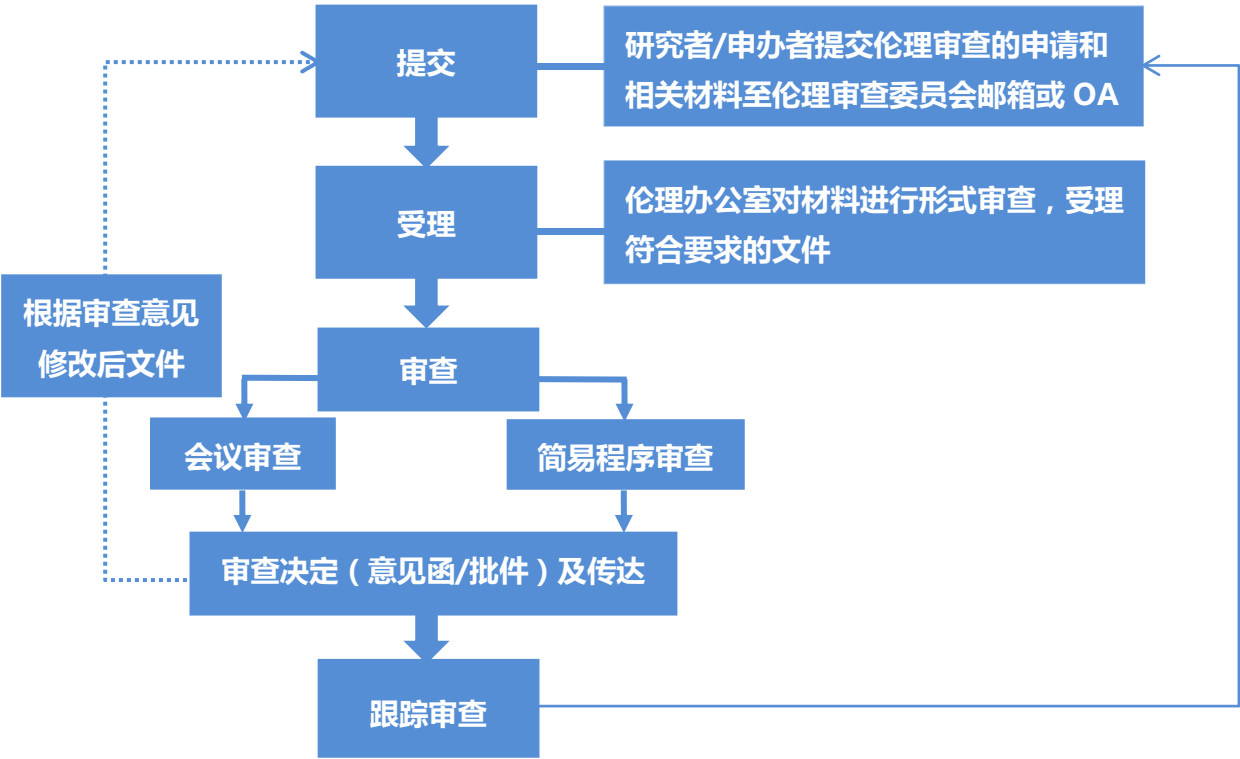 提交
研究者/申办者提交伦理审查的申请和
相关材料至伦理审查委员会邮箱或 OA
受理
伦理办公室对材料进行形式审查，受理
符合要求的文件
根据审查意见
修改后文件
审查
会议审查
简易程序审查
审查决定（意见函/批件）及传达
跟踪审查